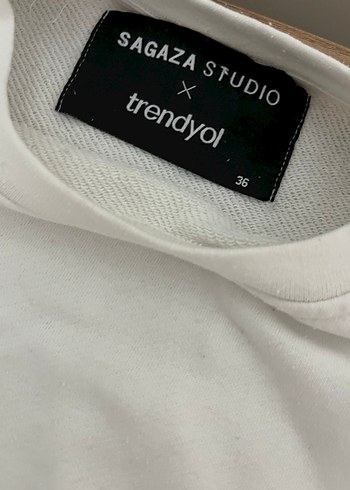 SAGAZA STUDIO
×
trendyol
36